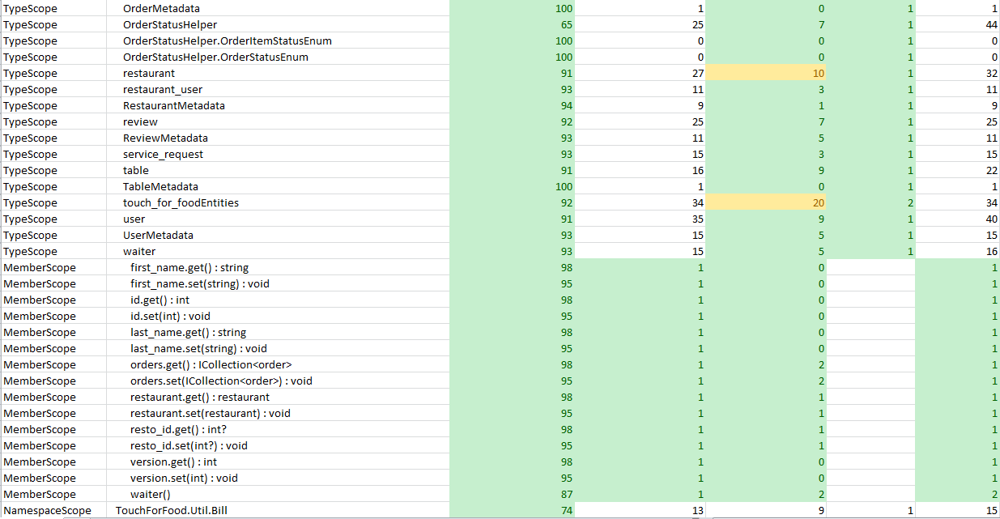 TypeScope OrderMetadata 100 1 0 1 1
TypeScope OrderStatusHelper 65 25 7 1 44
TypeScope OrderStatusHelper.OrderItemStatusEnum 100 0 0 1 0
TypeScope OrderStatusHelper.OrderStatusEnum 100 0 0 1 0
TypeScope restaurant 91 27 10 1 32
TypeScope restaurant_user 93 11 3 1 11
TypeScope RestaurantMetadata 94 9 1 1 9
TypeScope review 92 25 7 1 25
TypeScope ReviewMetadata 93 11 5 1 11
TypeScope service_request 93 15 3 1 15
TypeScope table 91 16 9 1 22
TypeScope TableMetadata 100 1 0 1 1
TypeScope touch_for_foodEntities 92 34 20 2 34
TypeScope user 91 35 9 1 40
TypeScope UserMetadata 93 15 5 1 15
TypeScope waiter 93 15 5 1 16
MemberScope first_name.get() : string 98 1 0 1
MemberScope first_name.set(string) : void 95 1 0 1
MemberScope id.get() : int 98 1 0 1
MemberScope id.set(int) : void 95 1 0 1
MemberScope last_name.get() : string 98 1 0 1
MemberScope last_name.set(string) : void 95 1 0 1
MemberScope orders.get() : ICollection<order> 98 1 2 1
MemberScope orders.set(ICollection<order>) : void 95 1 2 1
MemberScope restaurant.get() : restaurant 98 1 1 1
MemberScope restaurant.set(restaurant) : void 95 1 1 1
MemberScope resto_id.get() : int? 98 1 1 1
MemberScope resto_id.set(int?) : void 95 1 1 1
MemberScope version.get() : int 98 1 0 1
MemberScope version.set(int) : void 95 1 0 1
MemberScope waiter() 87 1 2 2
NamespaceScope TouchForFood.Util.Bill 74 13 9 1 15